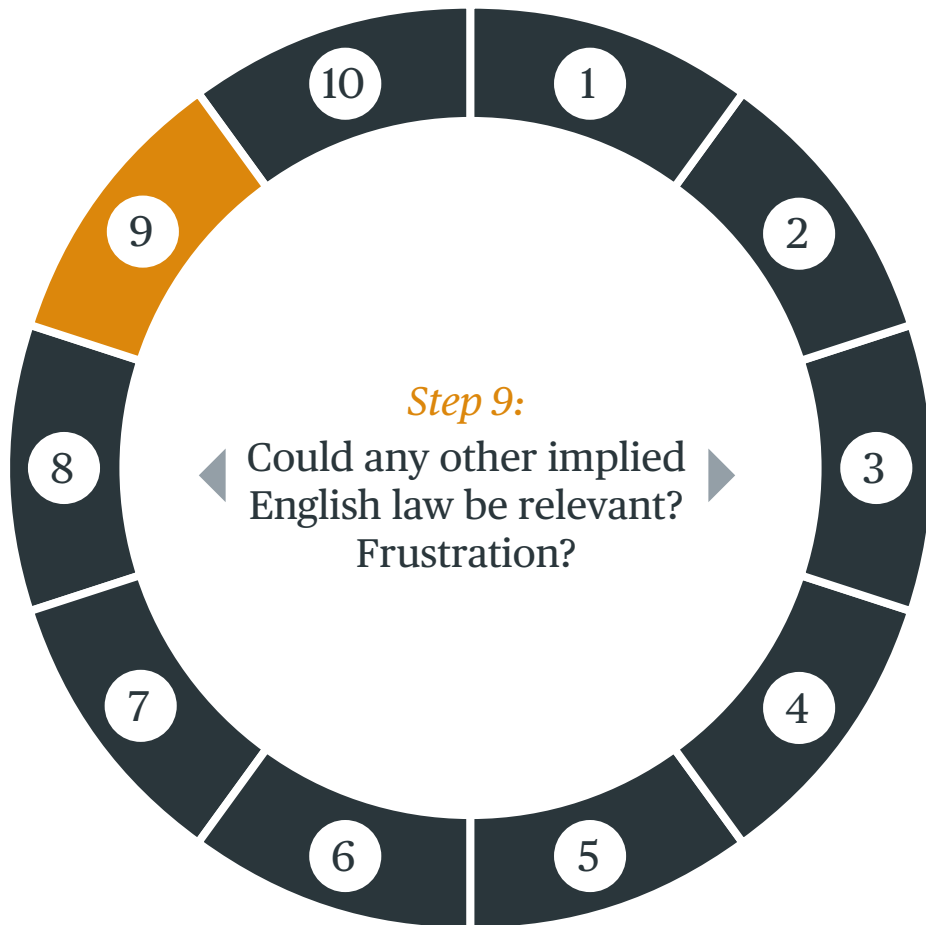 10
1
9
2
Step 9:
Could any other implied
English law be relevant?
Frustration?
8
3
7
4
6
5